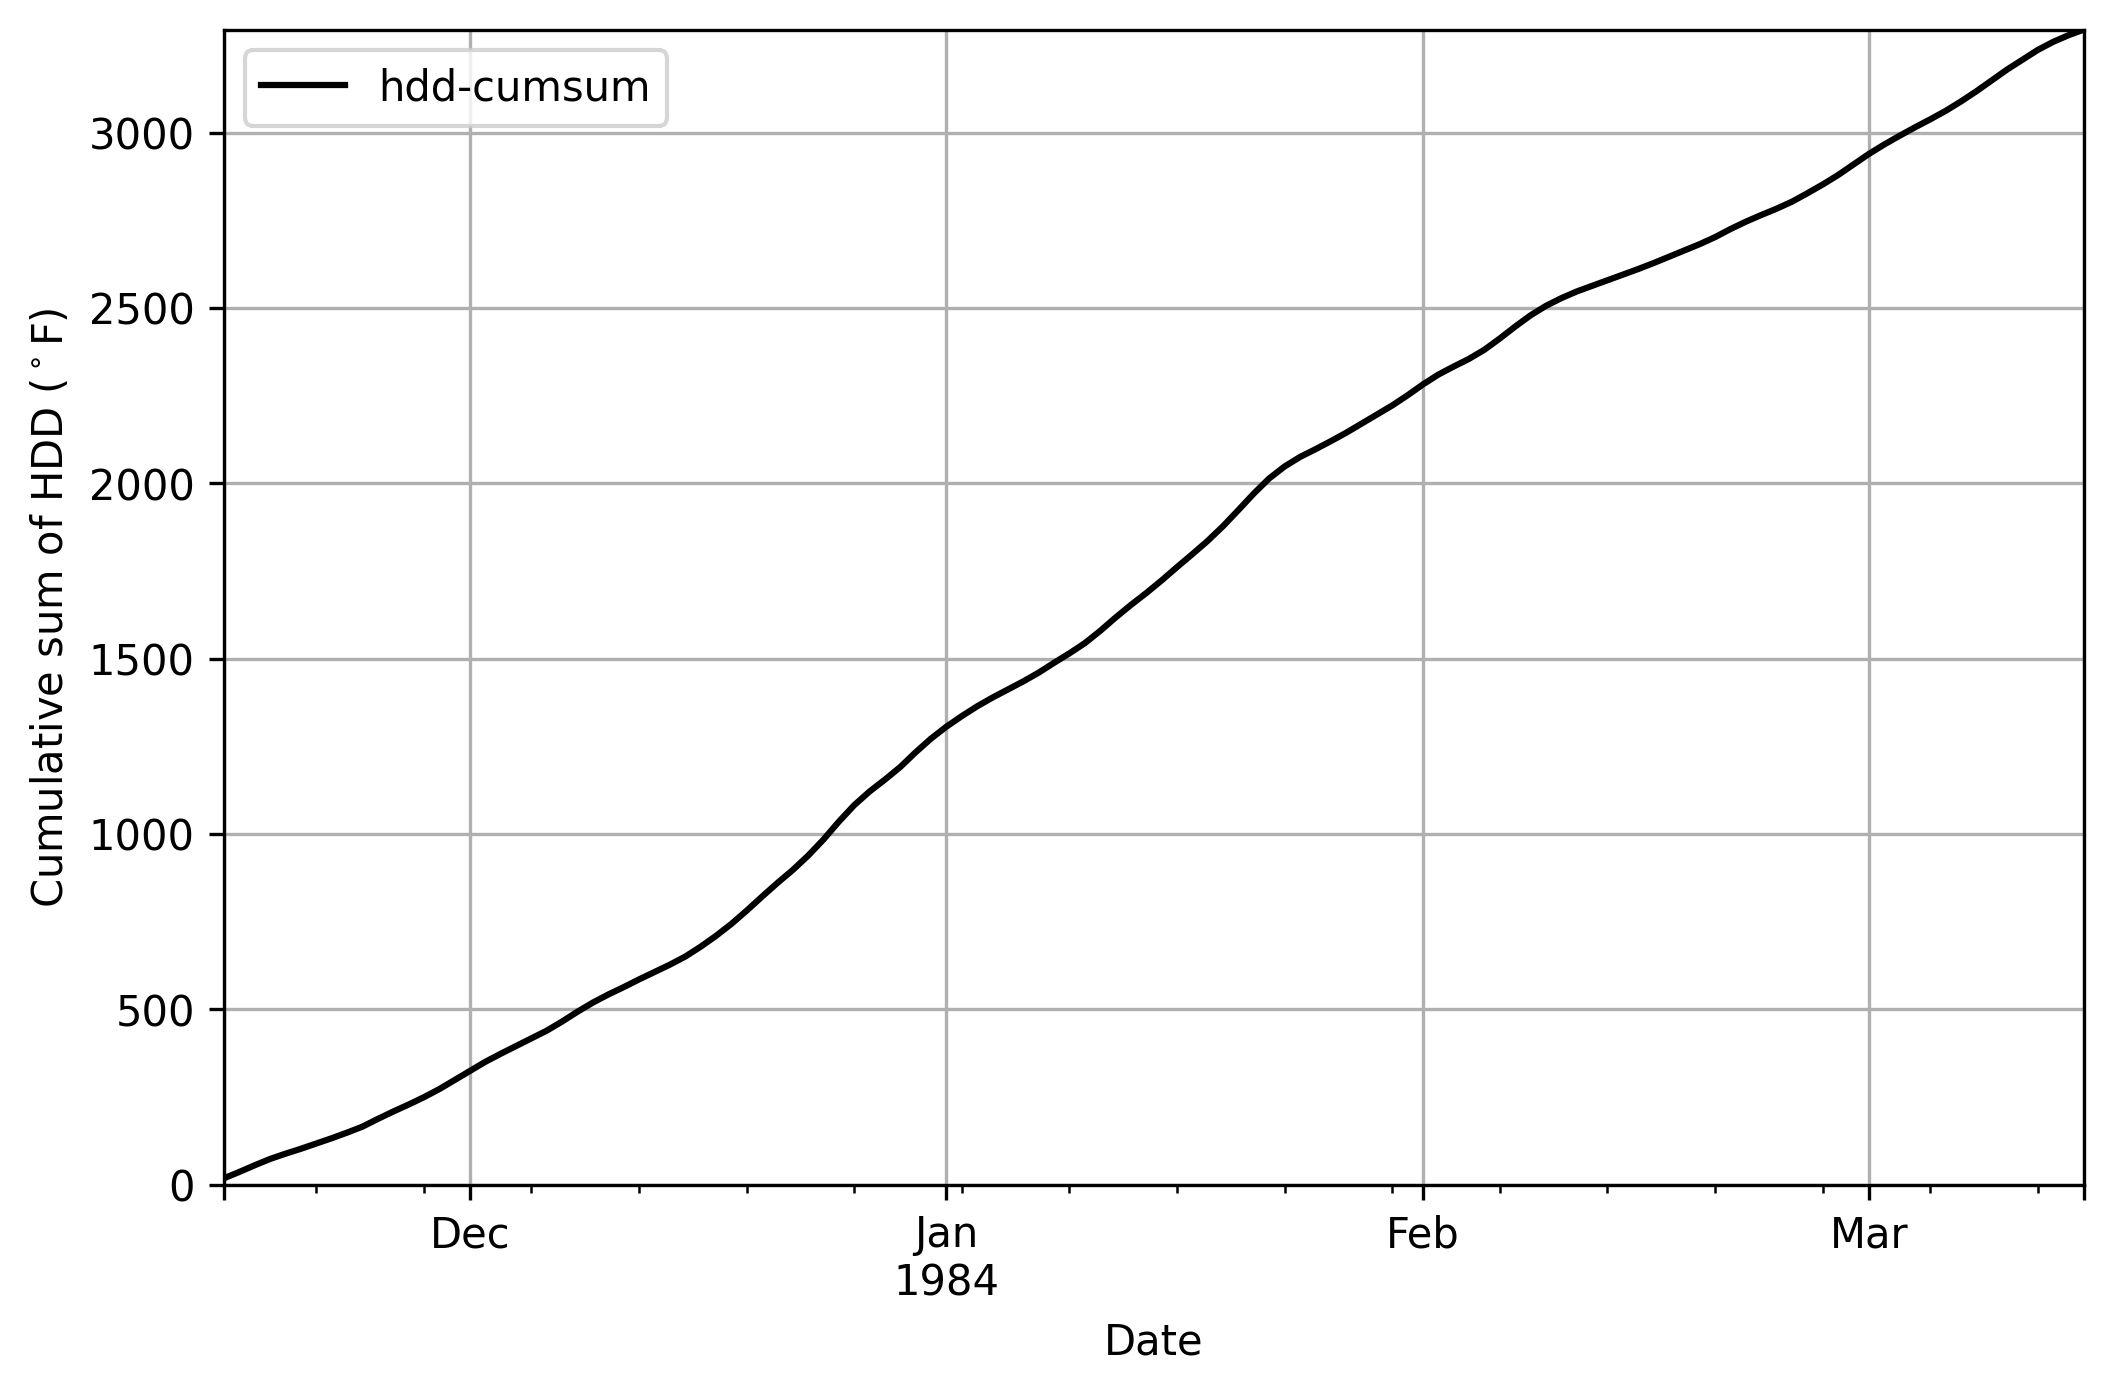 hdd-cumsum
3000
2500
2000
1500
1000
500
0
Cumulative sum of HDD (°F)
Dec Jan Feb Mar
1984
Date